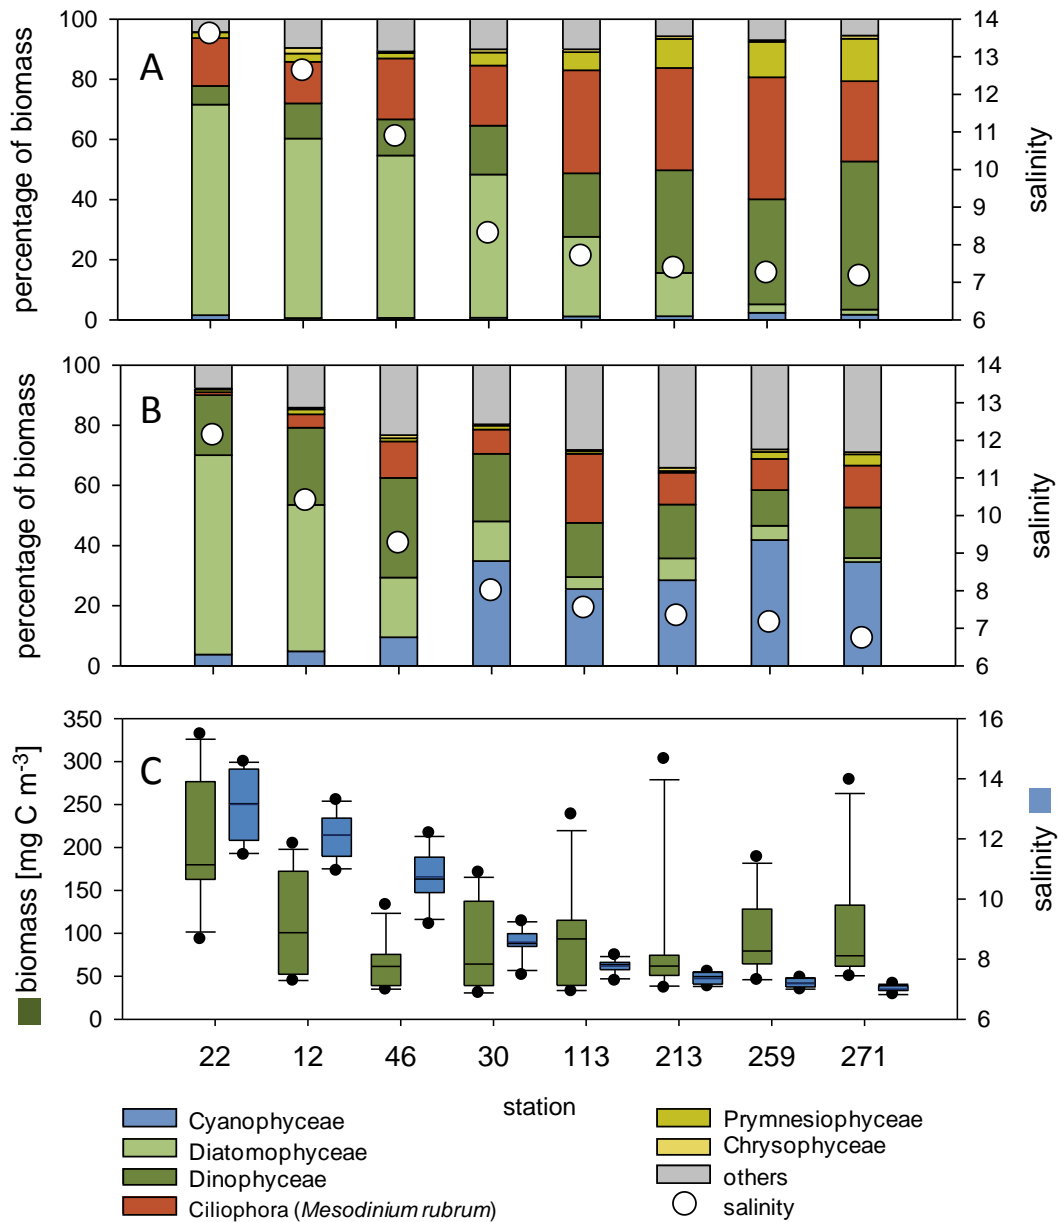 A
percentage of biomass
100
80
60
40
20
0
14
13
12
11
10
9
8
7
6
salinity
B
percentage of biomass
100
80
60
40
20
0
14
13
12
11
10
9
8
7
6
salinity
C
biomass [mg C m-3]
350
300
250
200
150
100
50
0
16
14
12
10
8
6
salinity
22 12 46 30 113 213 259 271
station
Cyanophyceae
Diatomophyceae
Dinophyceae
Ciliophora (Mesodinium rubrum)
Prymnesiophyceae
Chrysophyceae
others
salinity